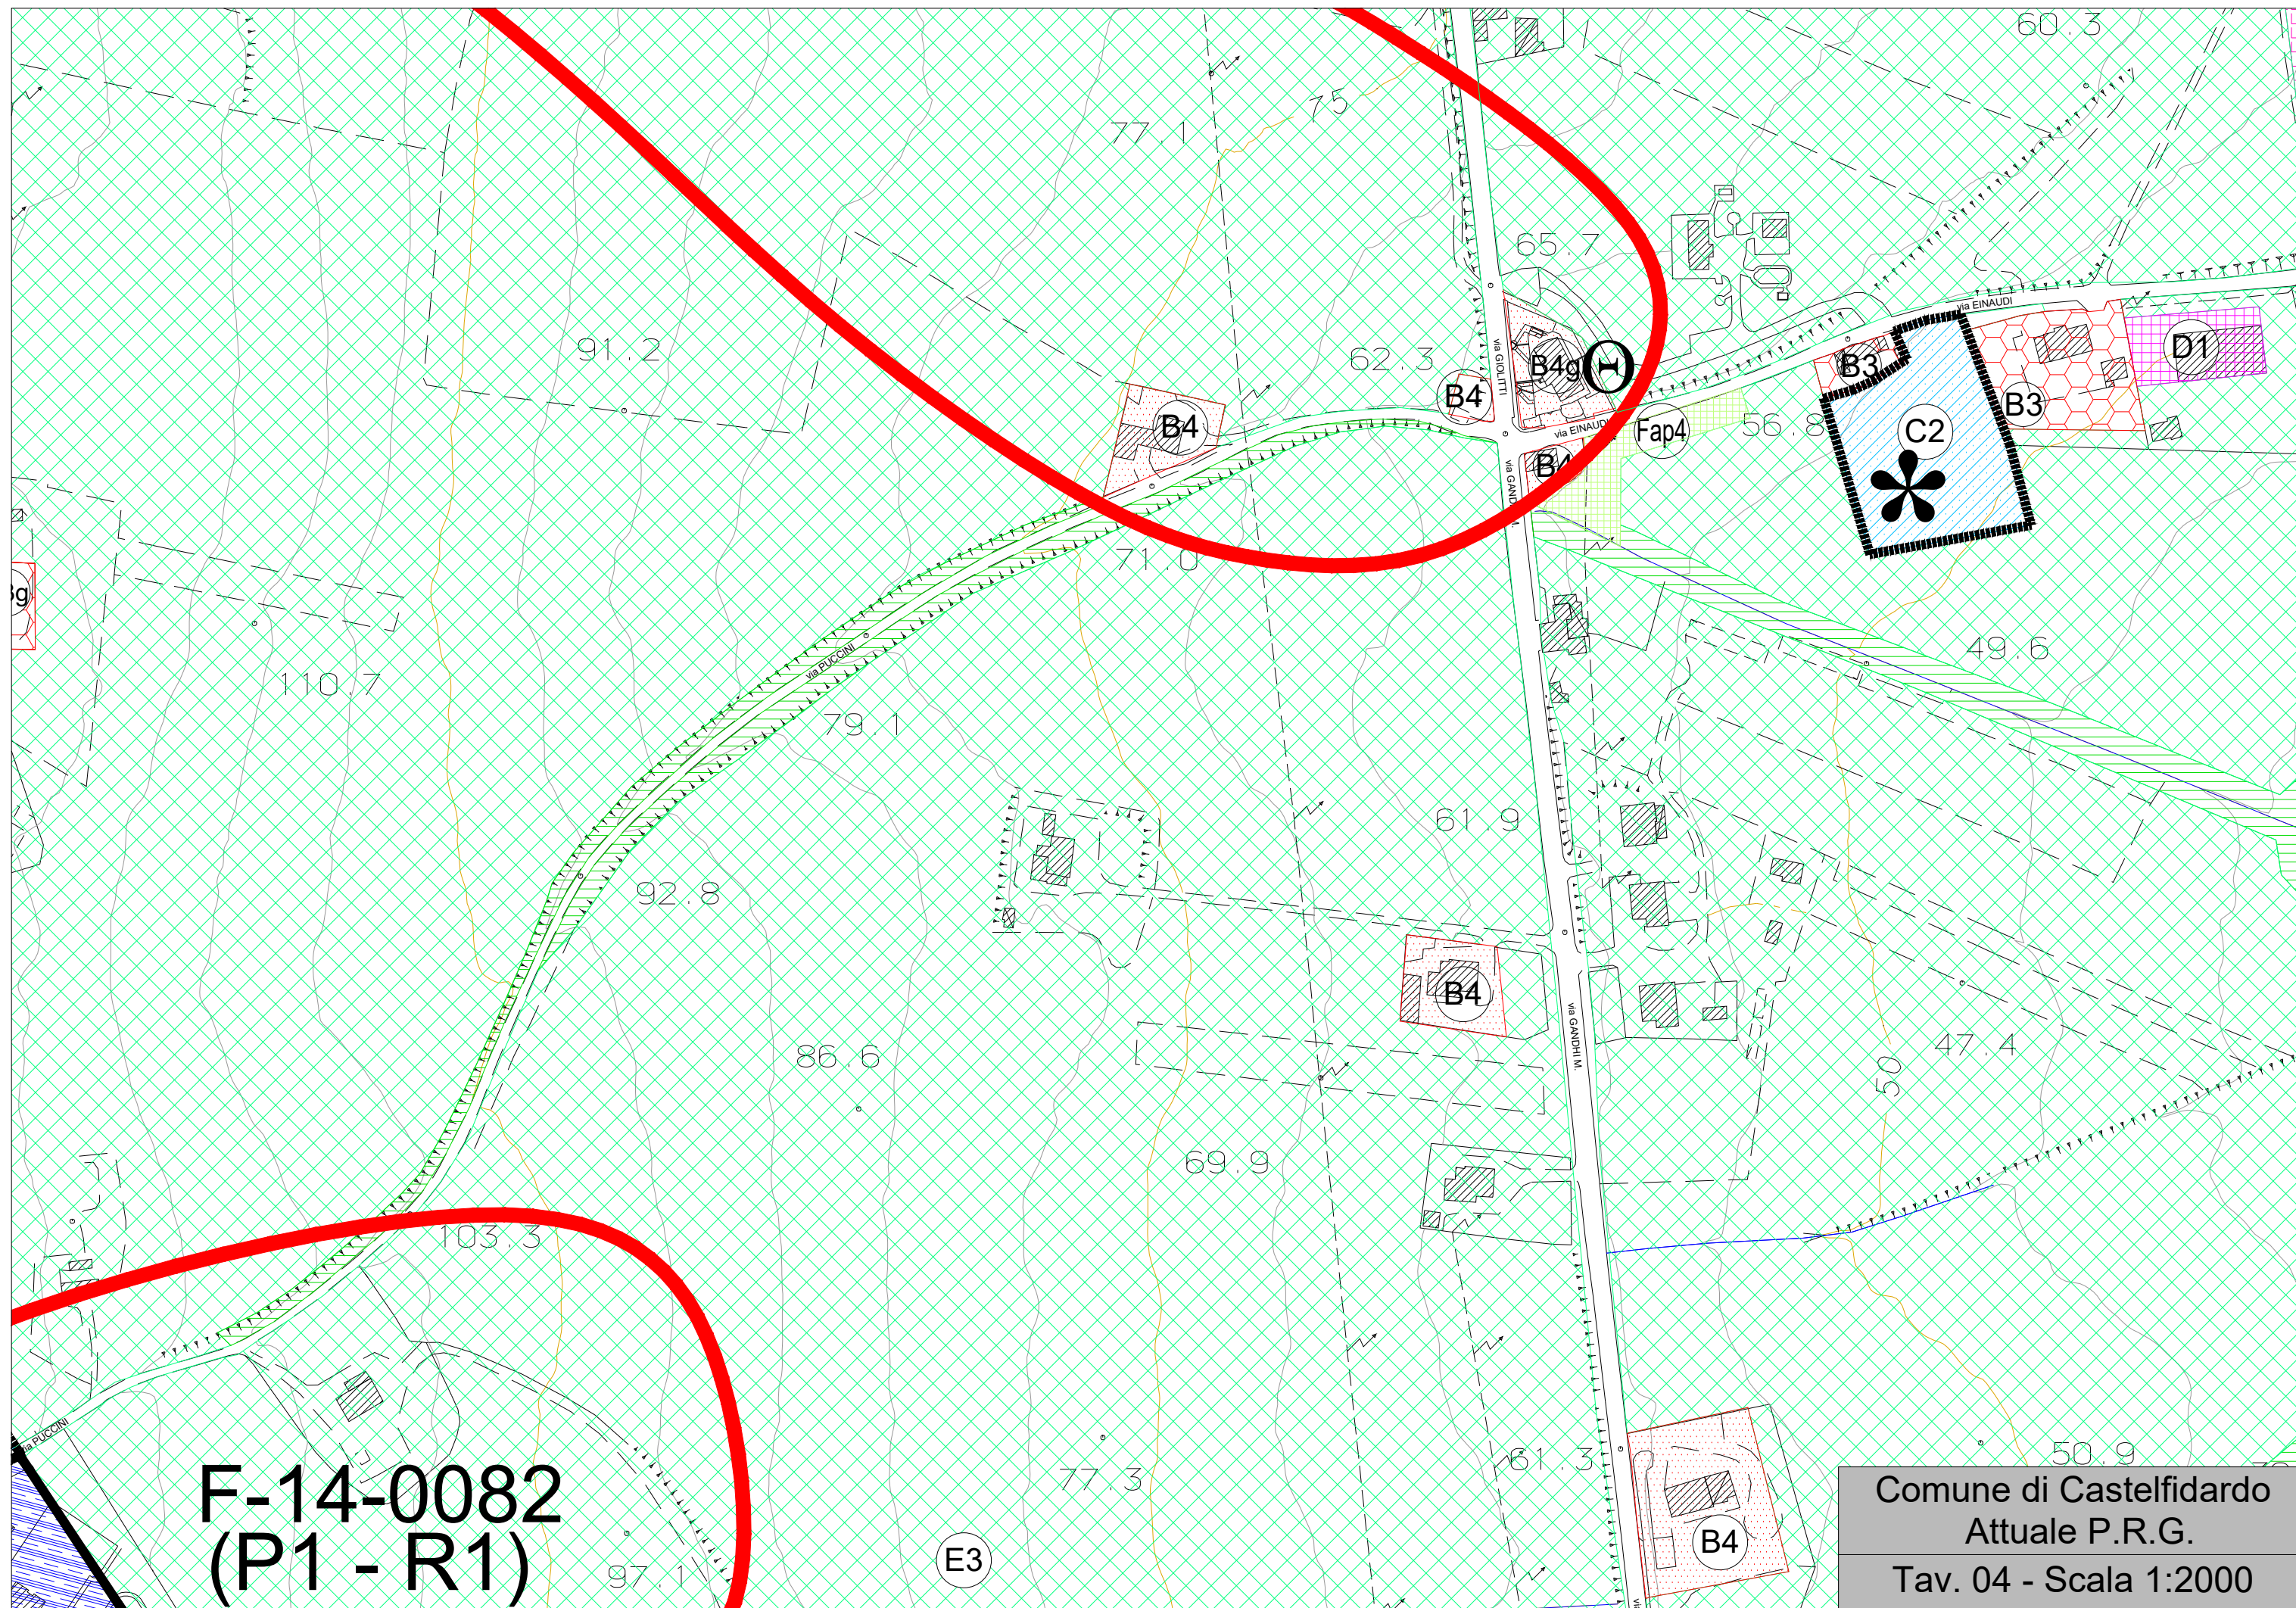 60.3
75
77.1
65.7
via EINAUDI
91.2
62.3
via GIOLITTI
B4g
Θ
B3
D1
B4
B4
B3
via EINAUDI
Fap4
56.8
C2
B4
via GANDHI M.
71.0
110.7
via PUCCINI
49.6
79.1
61.9
92.8
B4
via GANDHI M.
47.4
50
86.6
69.9
103.3
via PUCCINI
61.3
50.9
77.3
F-14-0082
(P1 - R1)
97.1
E3
B4
Comune di Castelfidardo
Attuale P.R.G.
Tav. 04 - Scala 1:2000